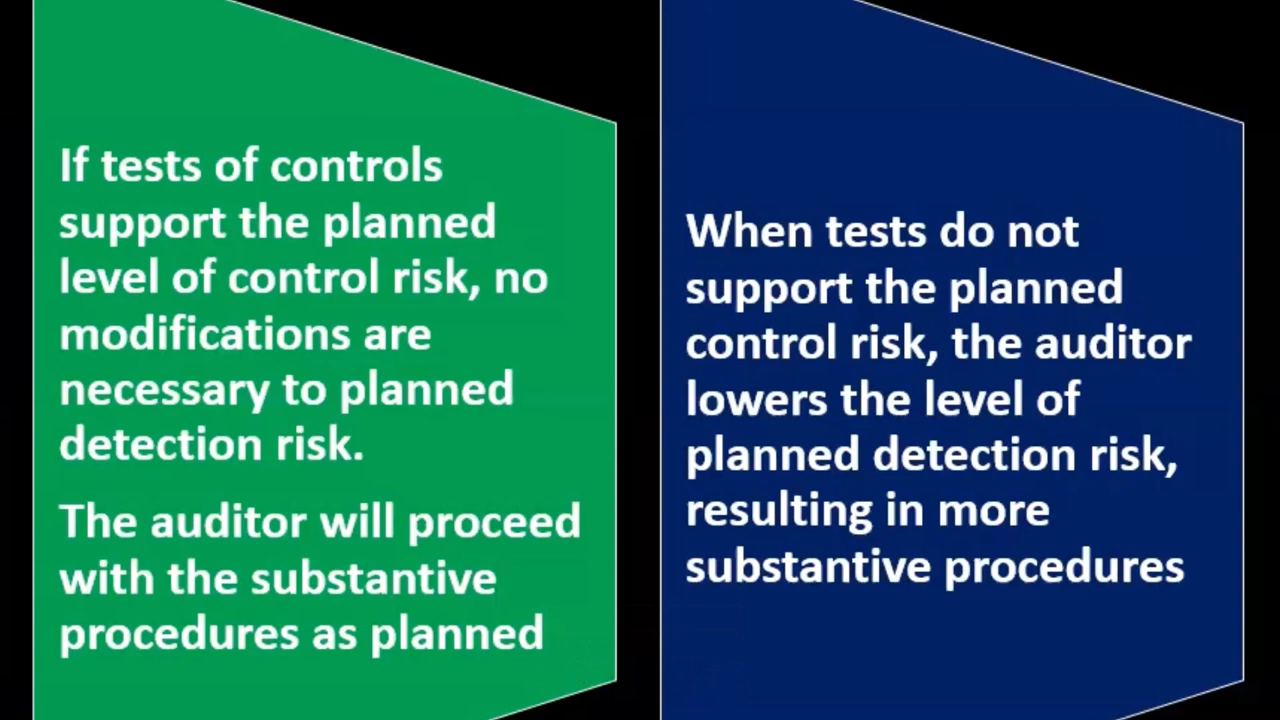 If tests of controls
support the planned
level of control risk, no
modifications are
necessary to planned
detection risk.
The auditor will proceed
with the substantive
procedures as planned
When tests do not
support the planned
control risk, the auditor
lowers the level of
planned detection risk,
resulting in more
substantive procedures